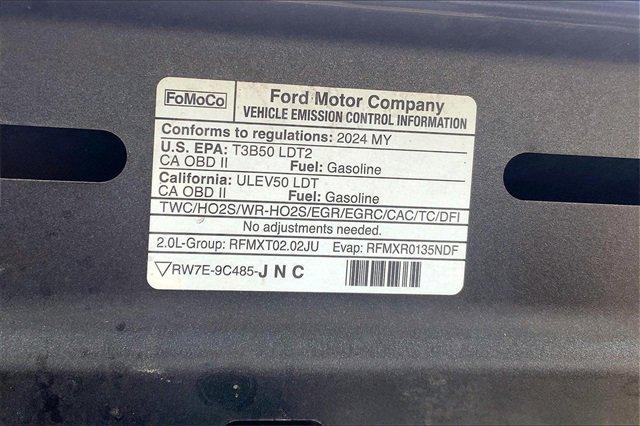 FoMoCo
Ford Motor Company
VEHICLE EMISSION CONTROL INFORMATION
Conforms to regulations: 2024 MY
U.S. EPA: T3B50 LDT2
CA OBD II Fuel: Gasoline
California: ULEV50 LDT
CA OBD II Fuel: Gasoline
TWC/HO2S/WR-HO2S/EGR/EGRC/CAC/TC/DFI
No adjustments needed.
2.0L-Group: RFMXT02.02JU Evap: RFMXR0135NDF
RW7E-9C485-J N C